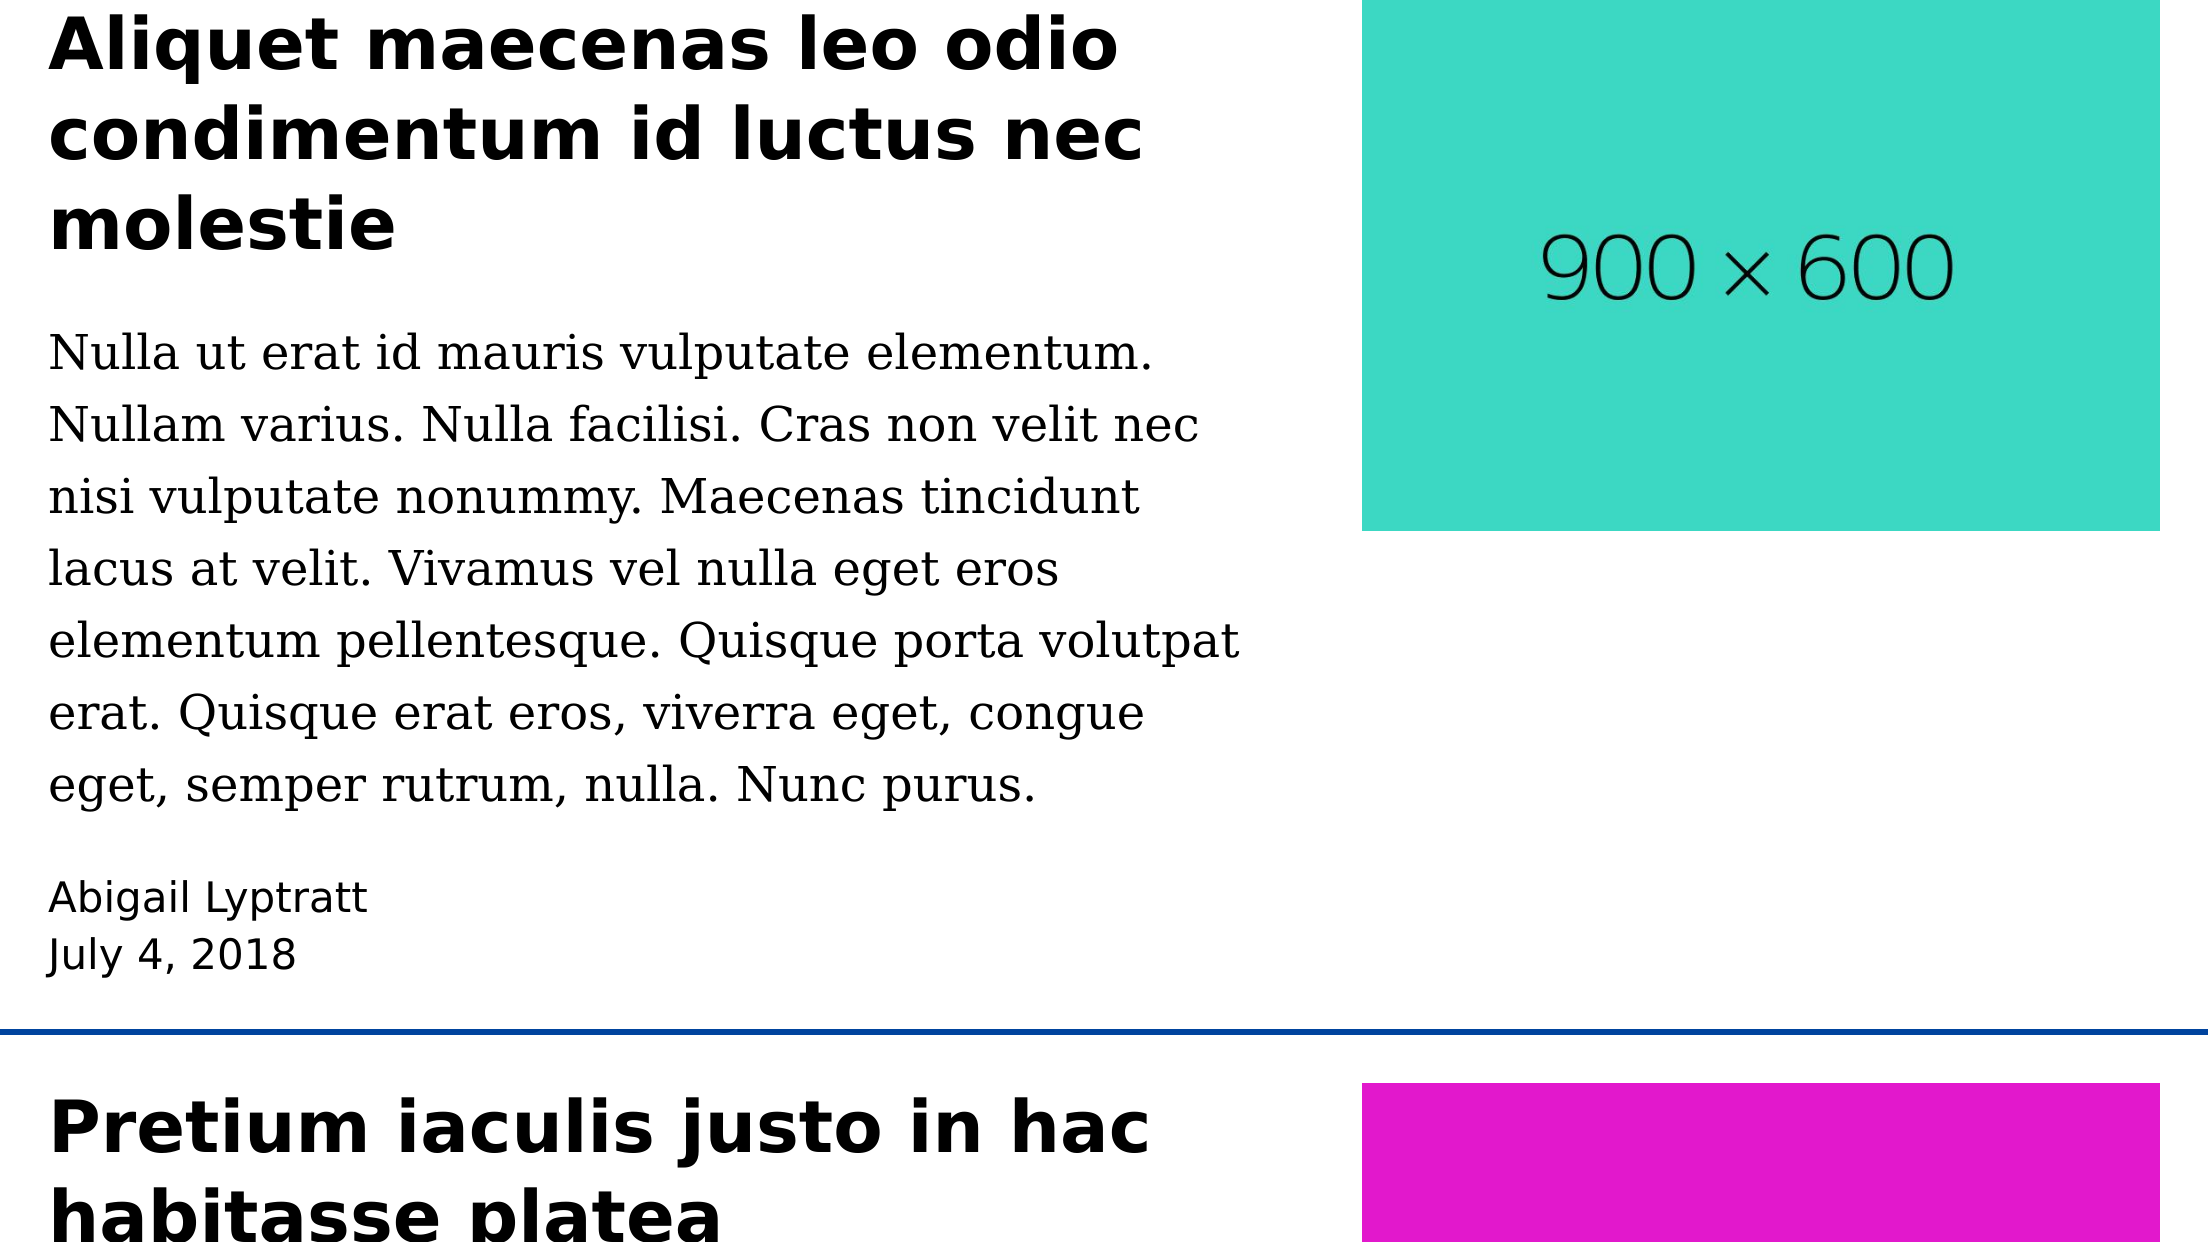 Aliquet maecenas leo odio
condimentum id luctus nec
molestie
Nulla ut erat id mauris vulputate elementum.
Nullam varius. Nulla facilisi. Cras non velit nec
nisi vulputate nonummy. Maecenas tincidunt
lacus at velit. Vivamus vel nulla eget eros
elementum pellentesque. Quisque porta volutpat
erat. Quisque erat eros, viverra eget, congue
eget, semper rutrum, nulla. Nunc purus.
Abigail Lyptratt
July 4, 2018
900 × 600
Pretium iaculis justo in hac
habitasse platea